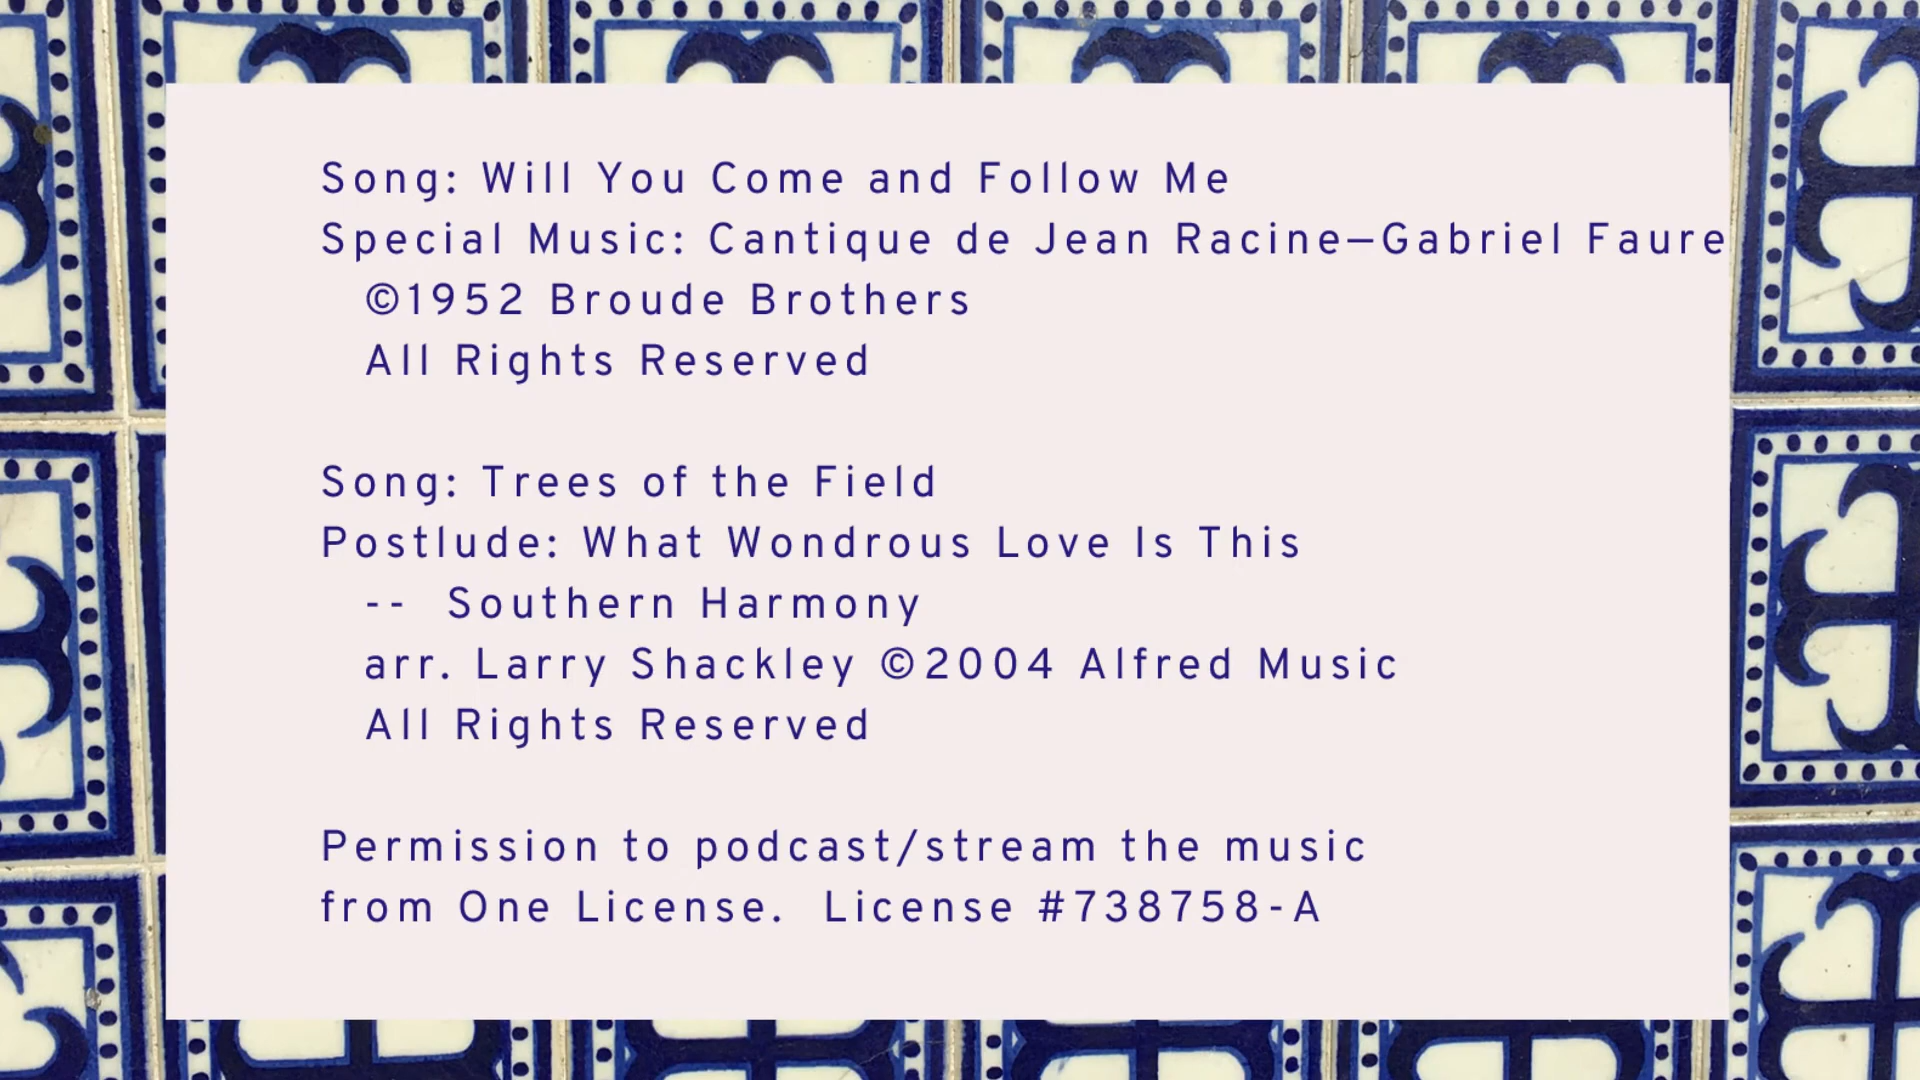 Song: Will You Come and Follow Me
Special Music: Cantique de Jean Racine—Gabriel Faure
©1952 Broude Brothers
All Rights Reserved
Song: Trees of the Field
Postlude: What Wondrous Love Is This
-- Southern Harmony
arr. Larry Shackley ©2004 Alfred Music
All Rights Reserved
Permission to podcast/stream the music
from One License. License #738758-A